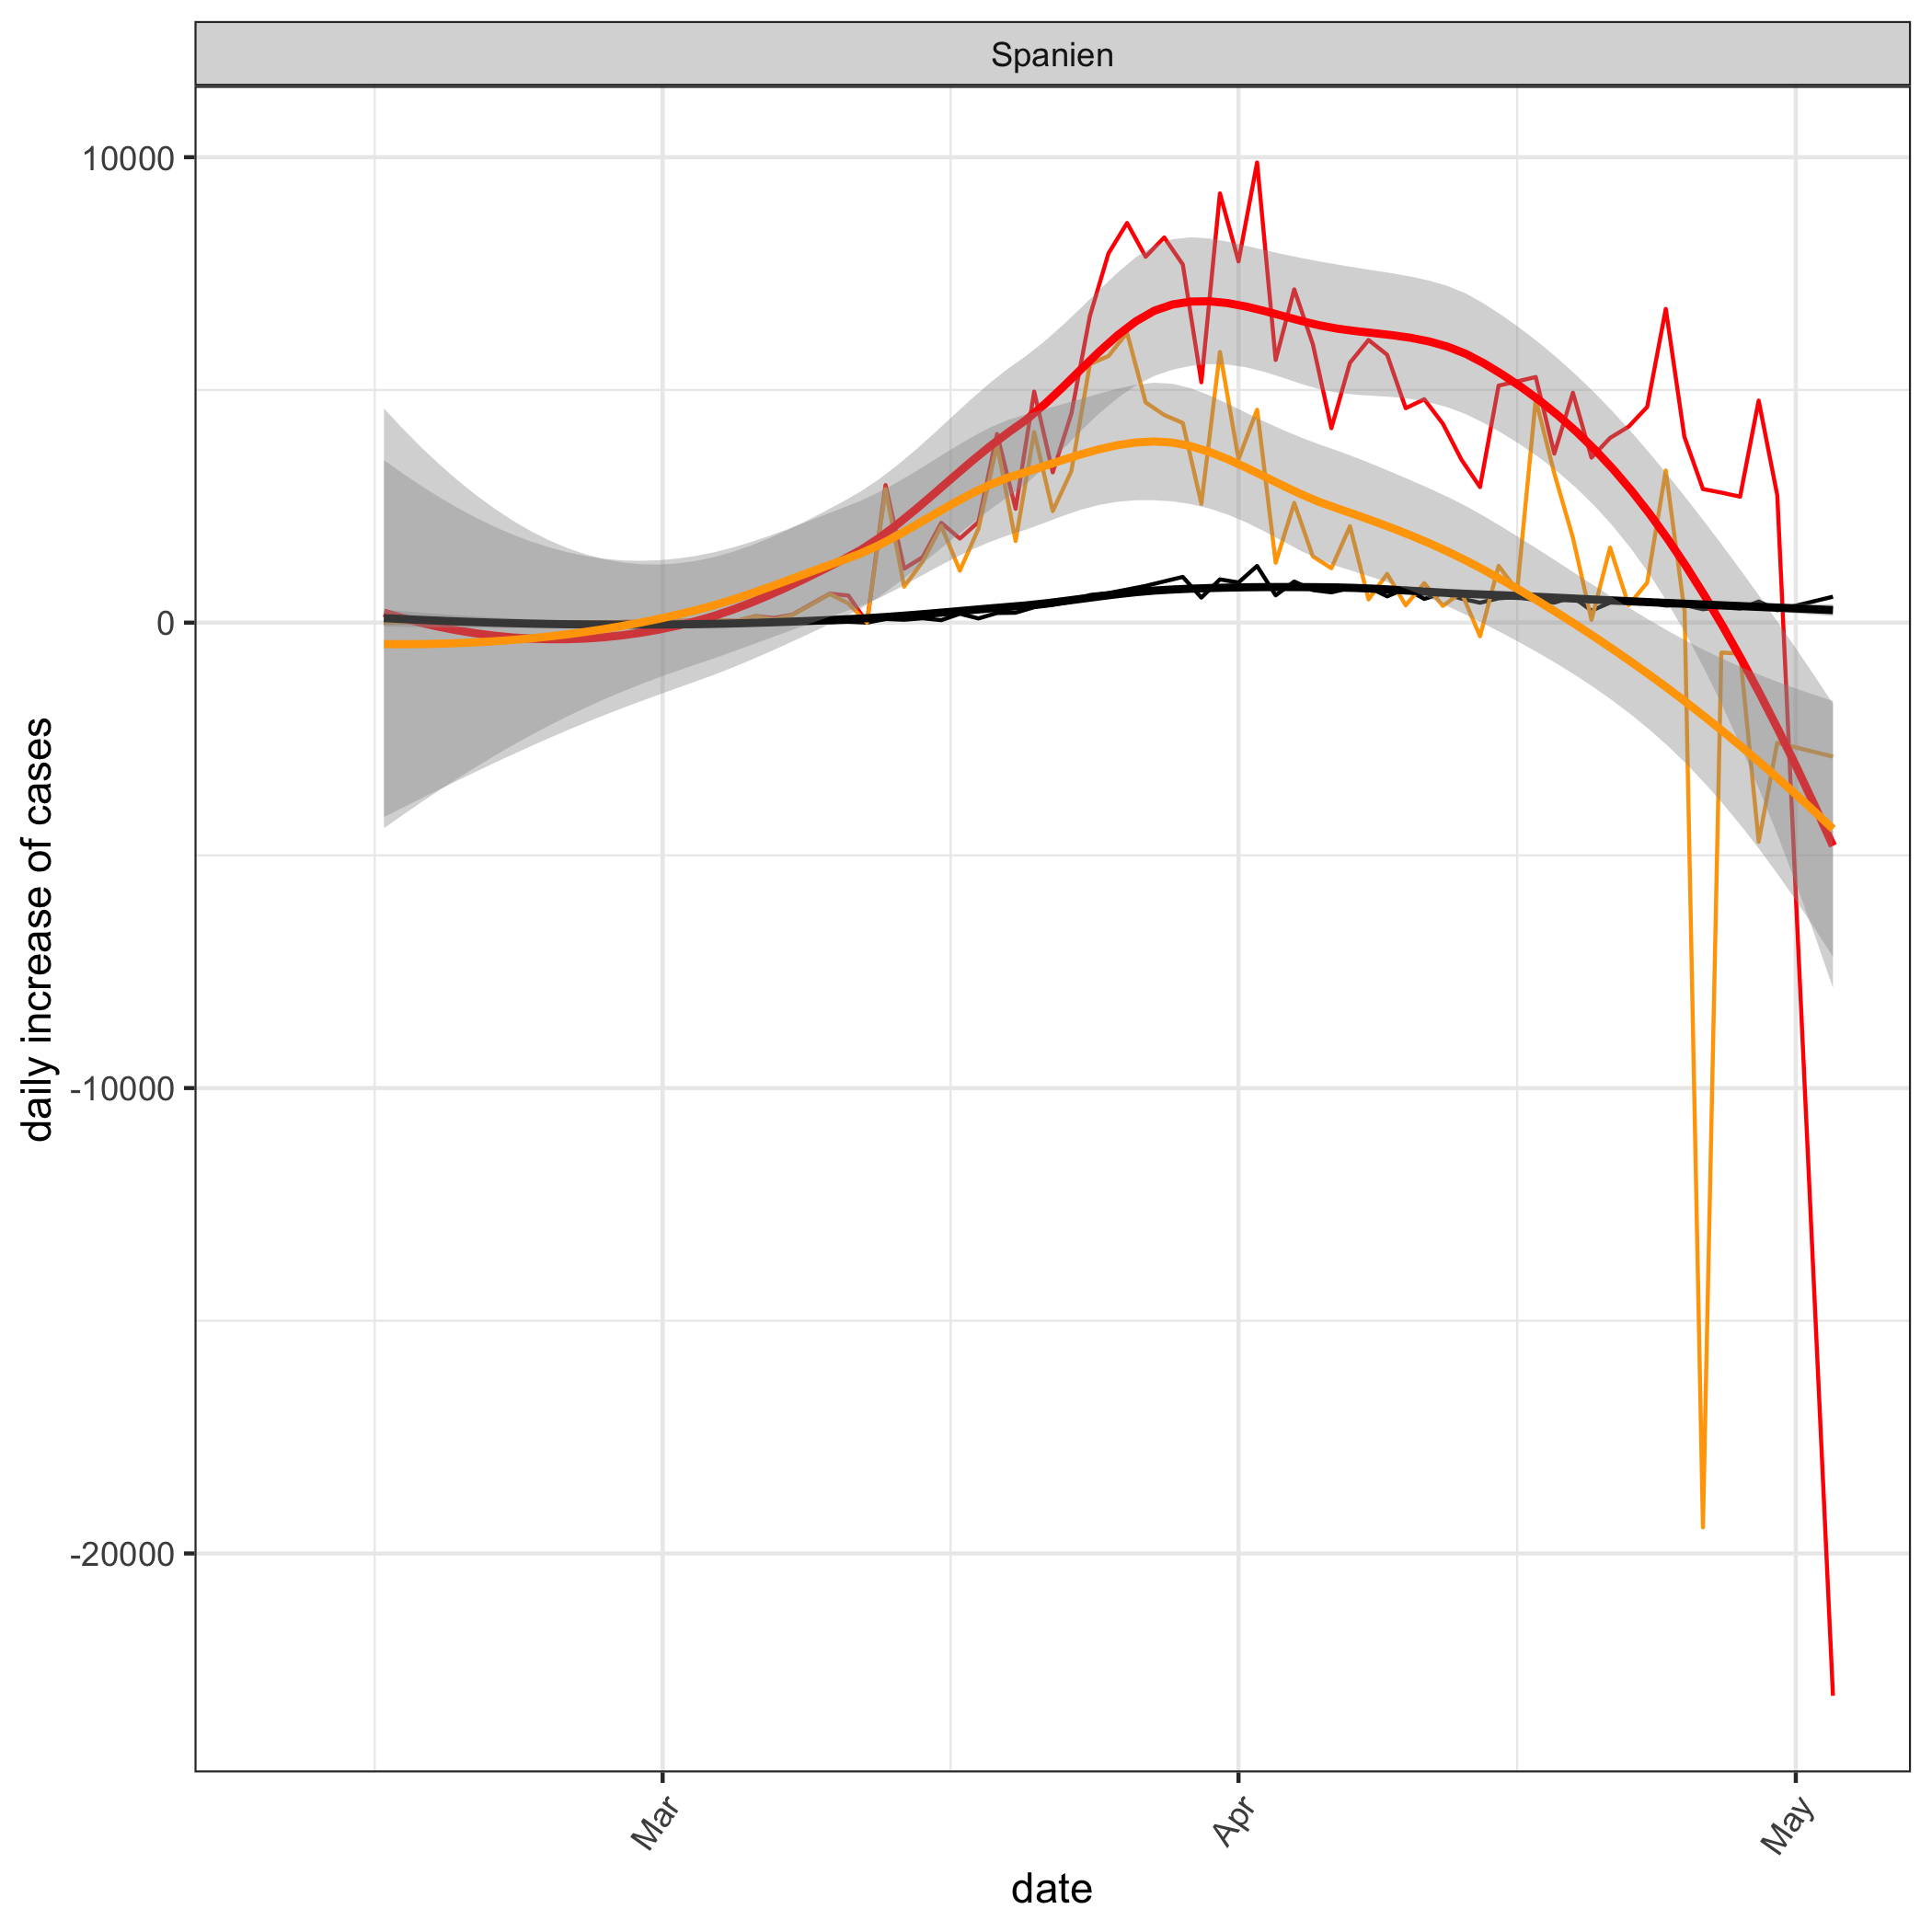 Spanien
10000
0
-10000
-20000
daily increase of cases
Mar
Apr
May
date